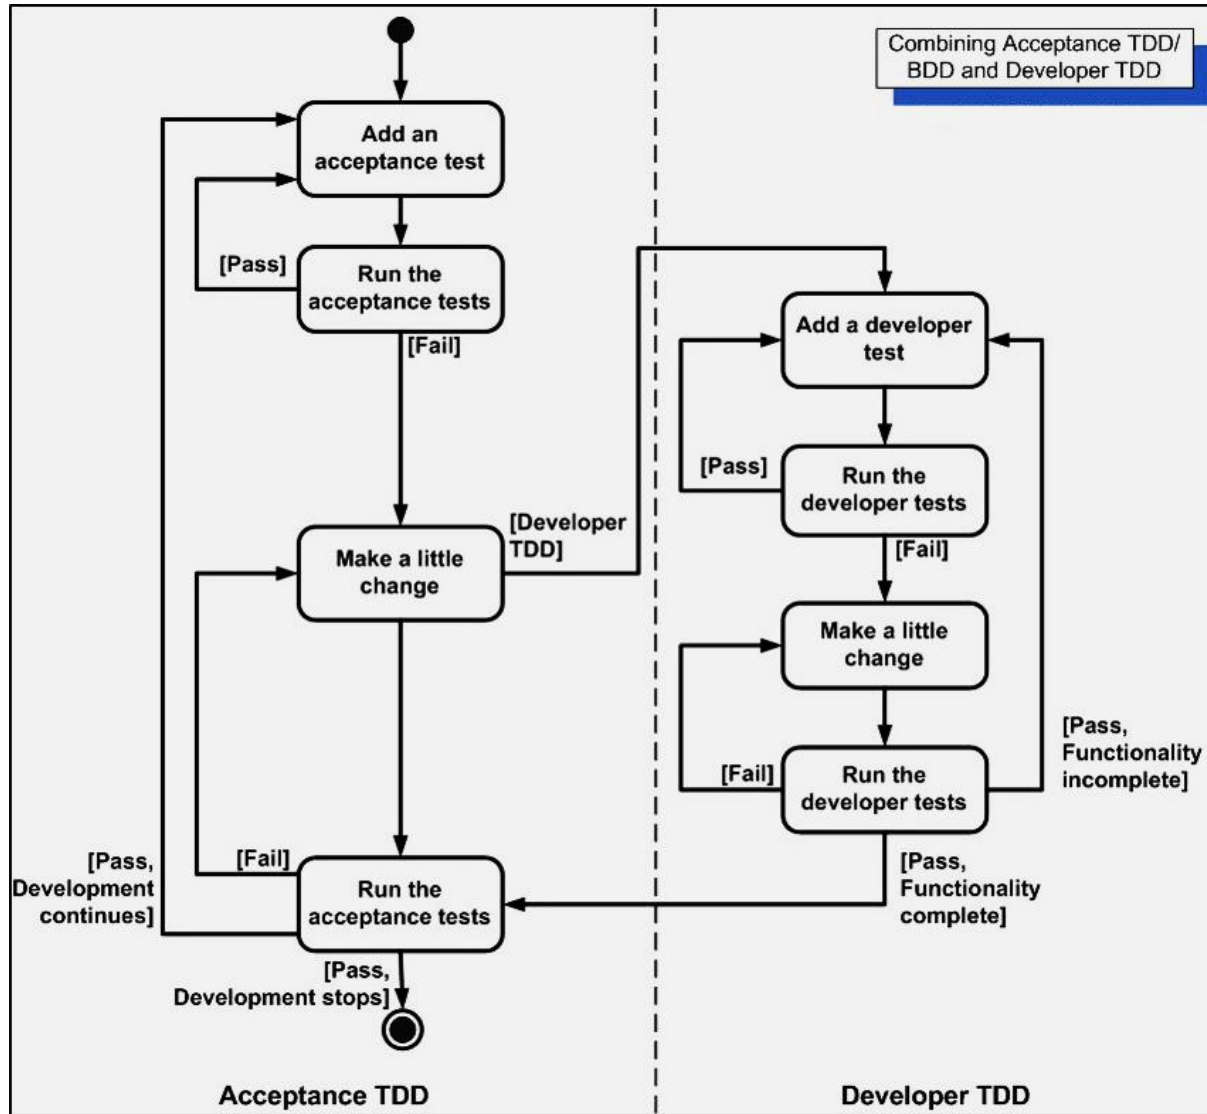 Combining Acceptance TDD/
BDD and Developer TDD
Add an
acceptance test
[Pass]
Run the
acceptance tests
[Fail]
Make a little
change
[Developer
TDD]
[Fail]
Run the
acceptance tests
[Pass,
Development
continues]
[Pass,
Development stops]
Acceptance TDD
Add a developer
test
[Pass]
Run the
developer tests
[Fail]
Make a little
change
[Fail]
Run the
developer tests
[Pass,
Functionality
incomplete]
[Pass,
Functionality
complete]
Developer TDD